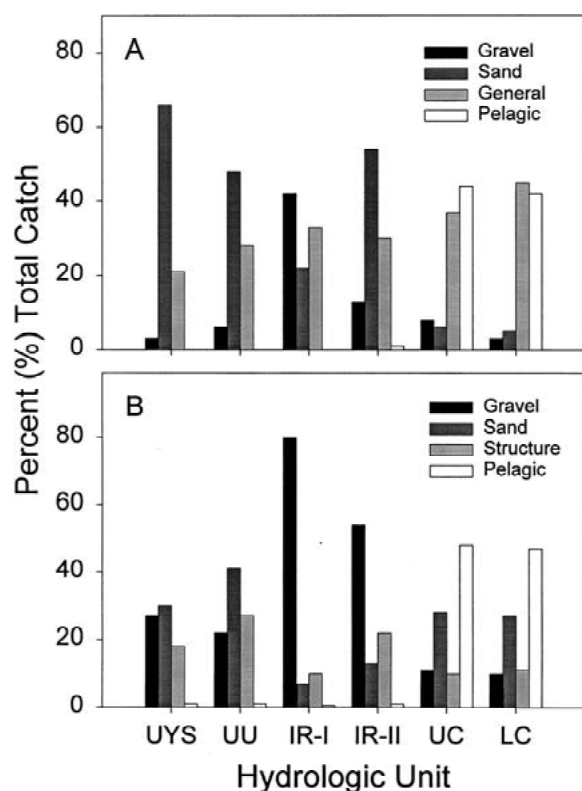 Percent (%) Total Catch
A
Gravel
Sand
General
Pelagic
80
60
40
20
0
B
Gravel
Sand
Structure
Pelagic
80
60
40
20
0
UYS UU IR-I IR-II UC LC
Hydrologic Unit